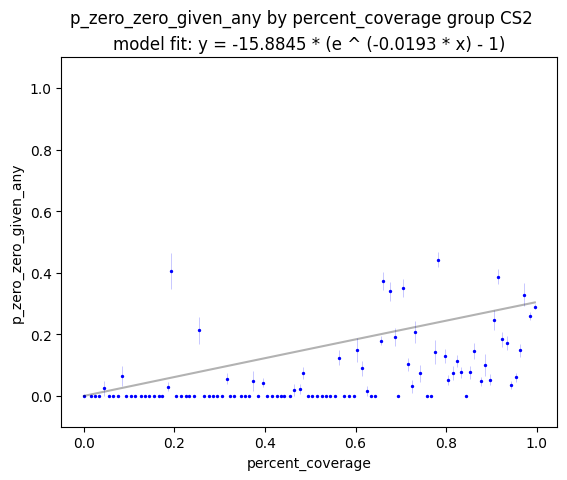 p_zero_zero_given_any by percent_coverage group CS2
model fit: y = -15.8845 * (e ^ (-0.0193 * x) - 1)
1.0
0.8
0.6
0.4
0.2
0.0
p_zero_zero_given_any
0.0 0.2 0.4 0.6 0.8 1.0
percent_coverage